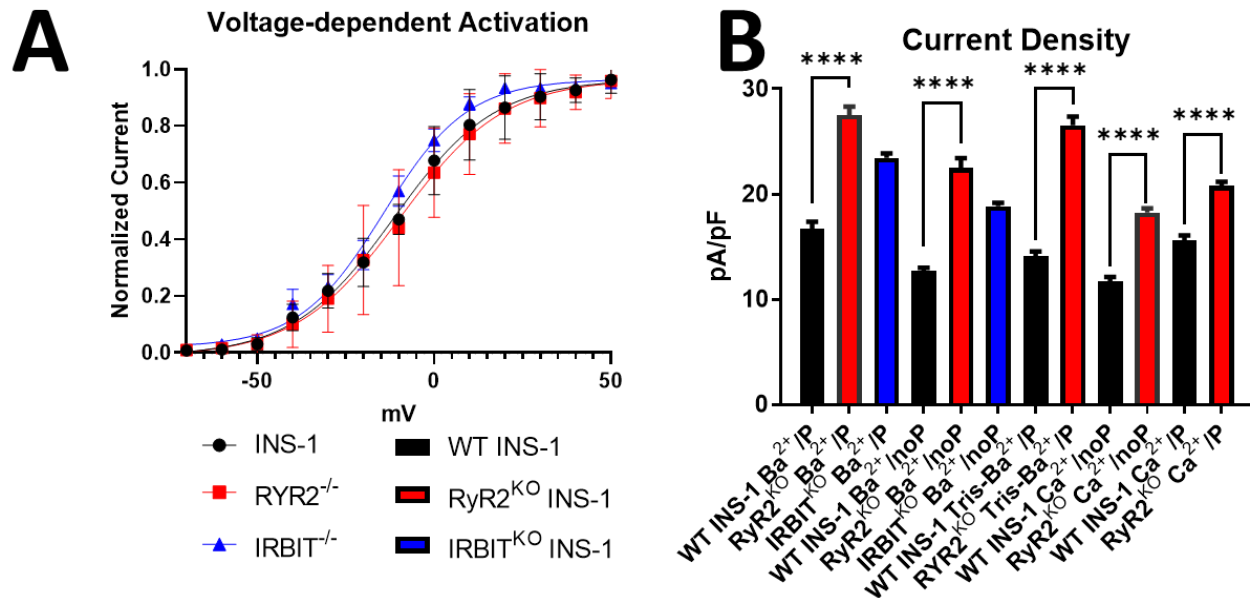 A
Voltage-dependent Activation
Normalized Current
1.0
0.8
0.6
0.4
0.2
0.0
-50
0
50
mV
INS-1
RYR2-/-
IRBIT-/-
WT INS-1
RyR2KO INS-1
IRBITKO INS-1
B
Current Density
****
****
****
****
****
pA/pF
30
20
10
0
WT INS-1 Ba2+/P
RyR2KO Ba2+/P
IRBITKO Ba2+/P
WT INS-1 Ba2+/noP
RyR2KO Ba2+/noP
IRBITKO Ba2+/noP
WT INS-1 Tris-Ba2+/P
RYR2KO Tris-Ba2+/P
WT INS-1 Ca2+/noP
RyR2KO Ca2+/noP
WT INS-1 Ca2+/P
RyR2KO Ca2+/P